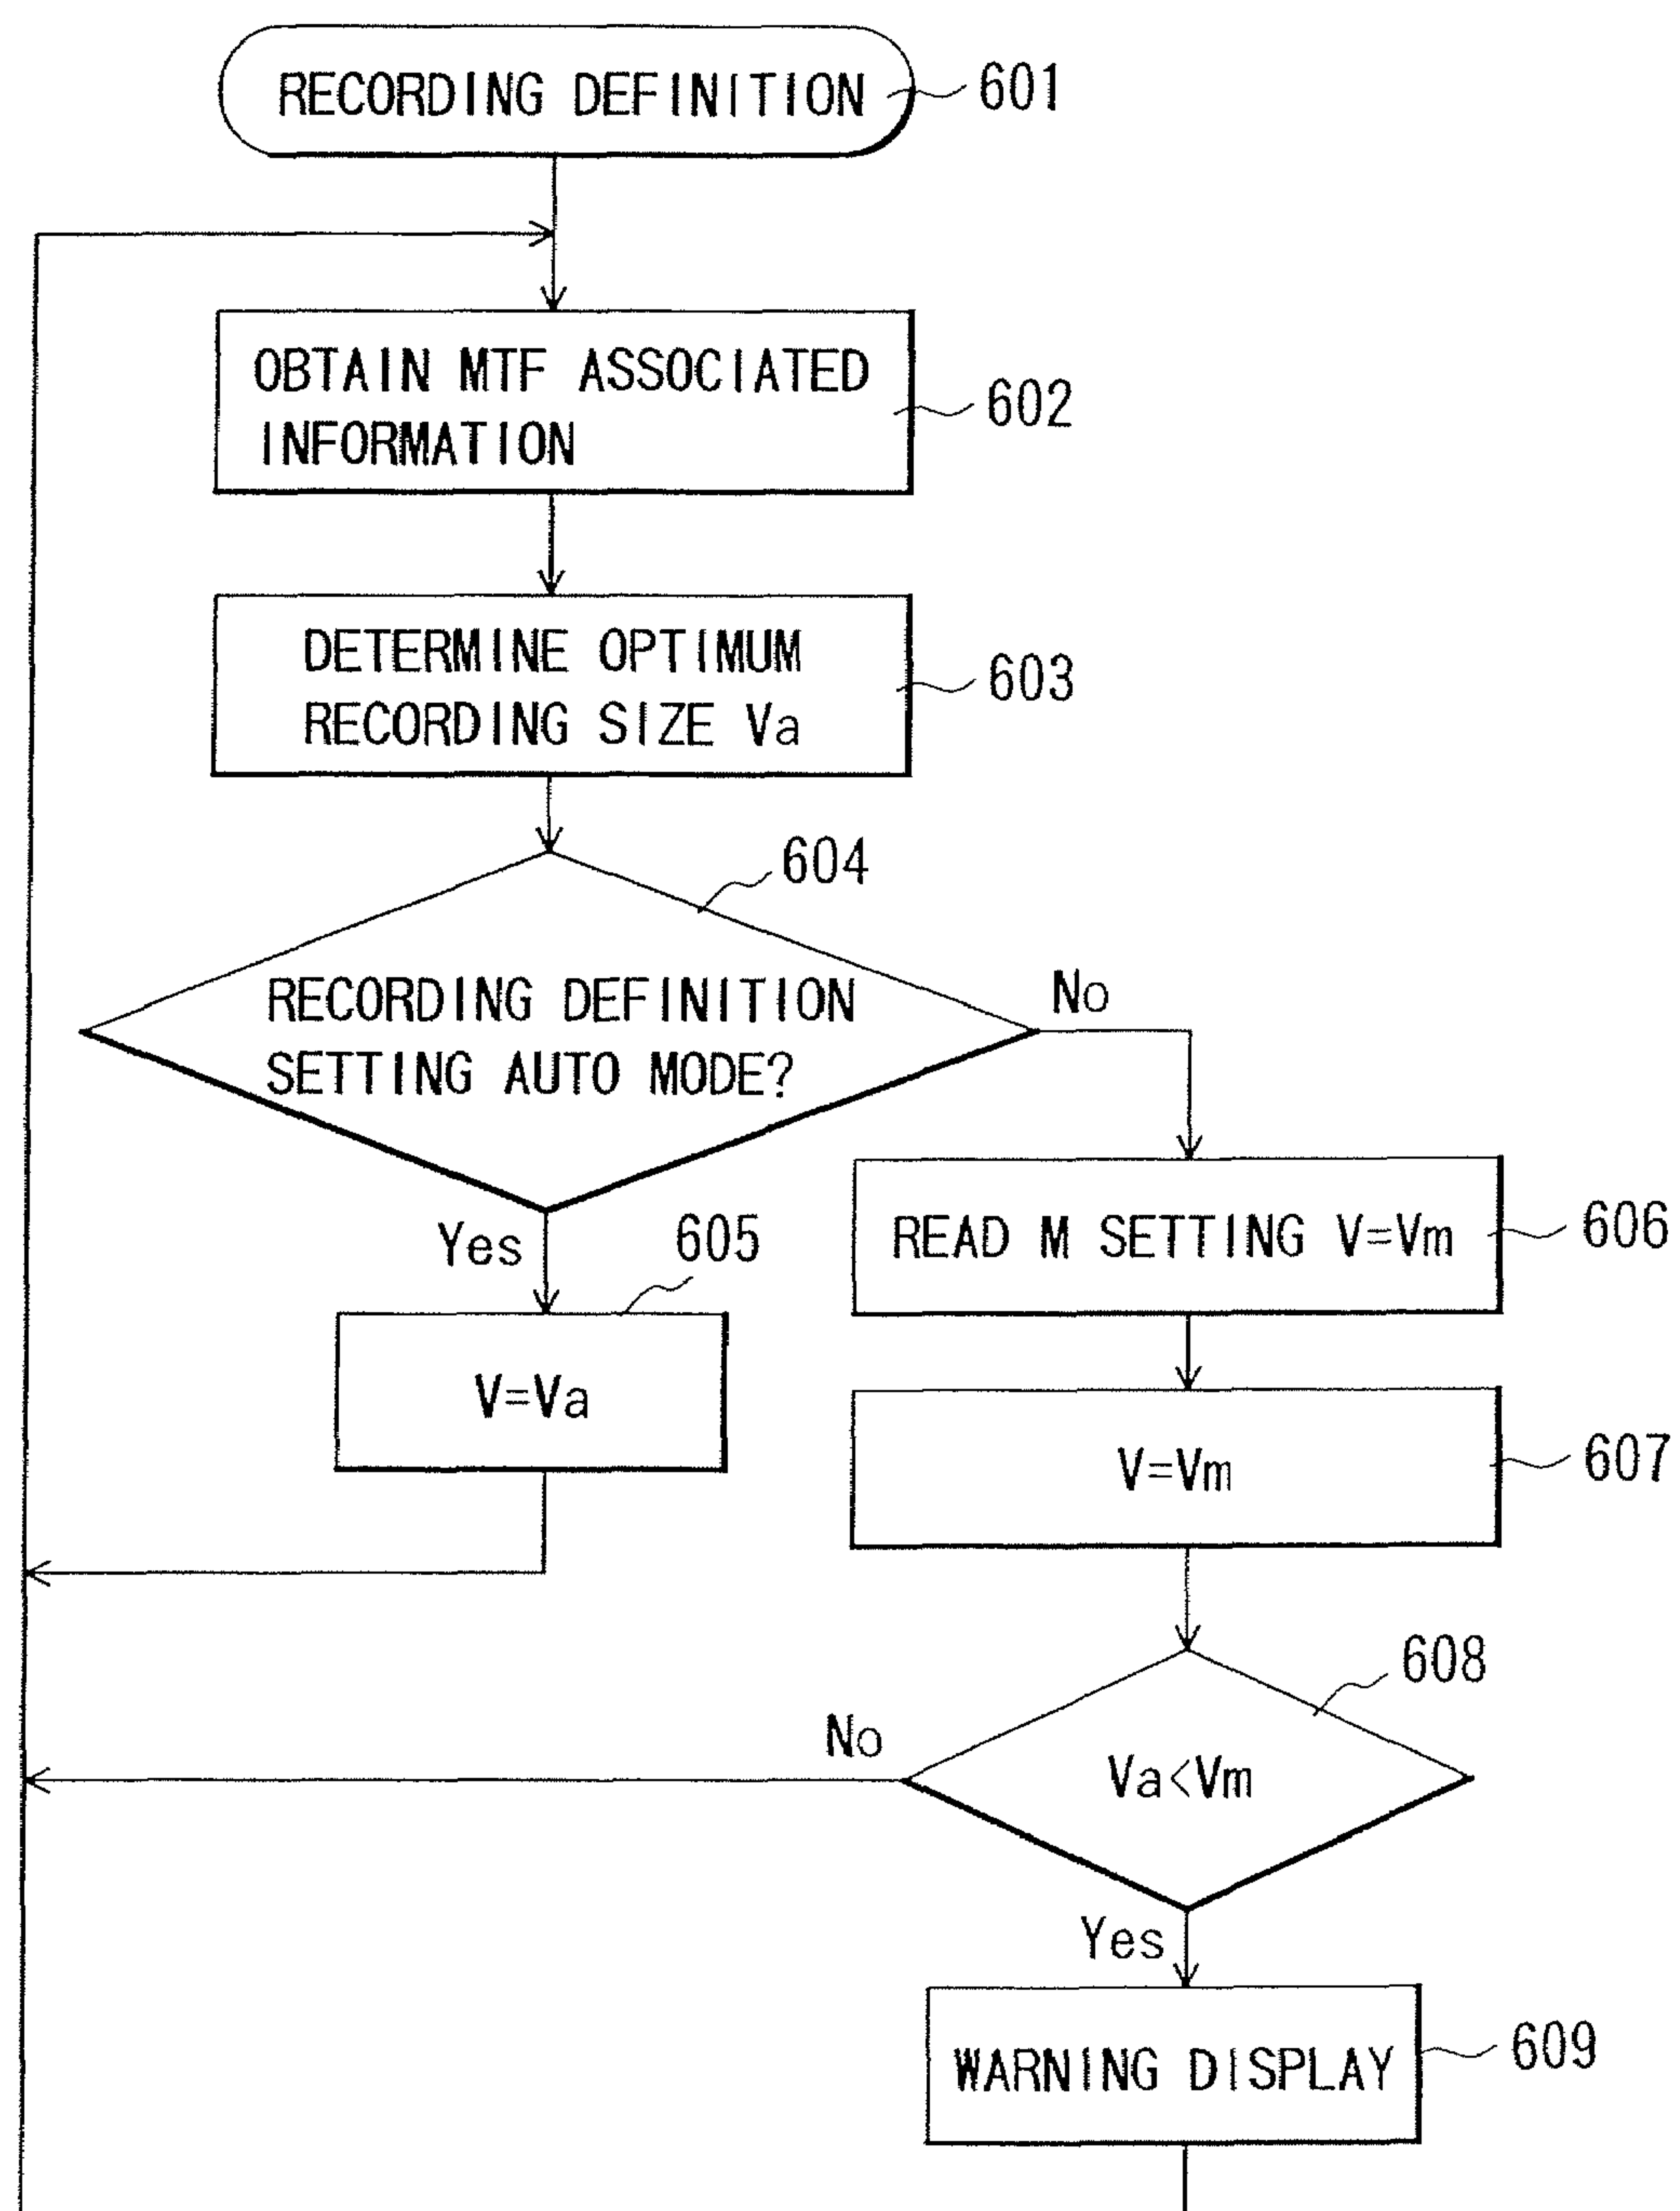 RECORDING DEFINITION
601
OBTAIN MTF ASSOCIATED
INFORMATION
602
DETERMINE OPTIMUM
RECORDING SIZE Va
603
604
RECORDING DEFINITION
SETTING AUTO MODE?
No
Yes
605
V=Va
READ M SETTING V=Vm
606
V=Vm
607
608
No
Va<Vm
Yes
WARNING DISPLAY
609